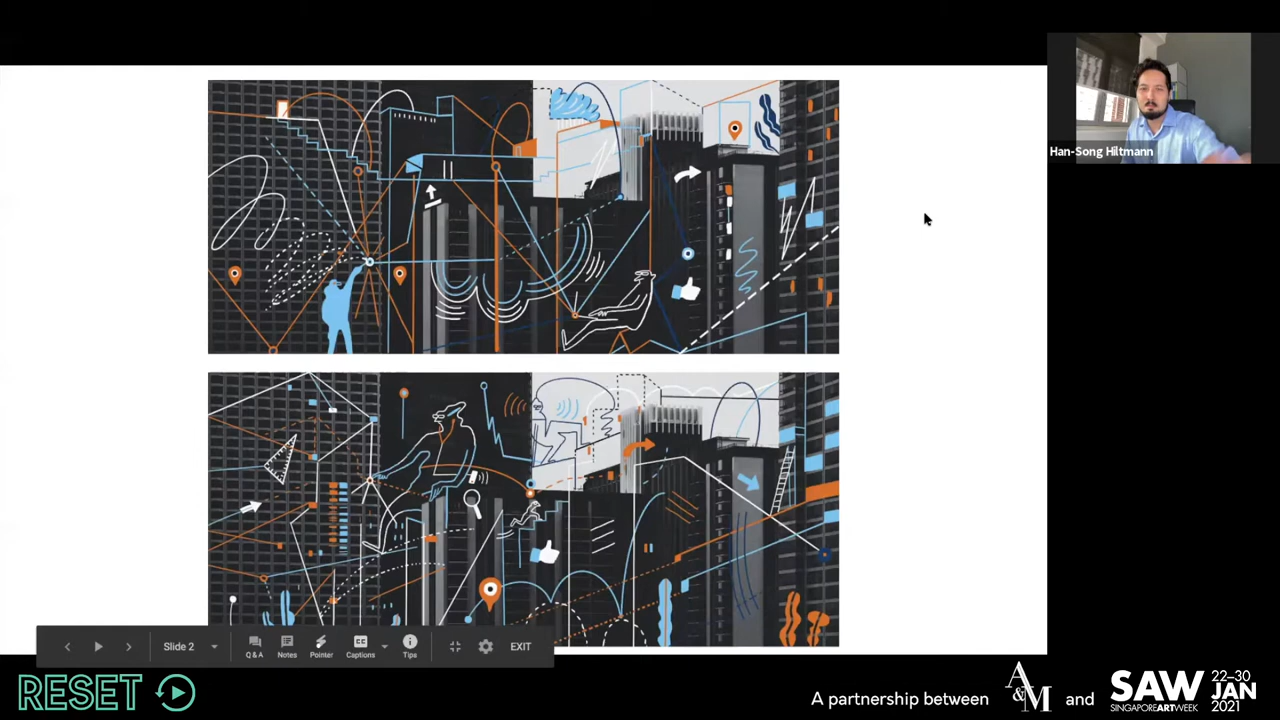 Han-Song Hiltmann
Slide 2
Q & A
Notes
Pointer
CC
Captions
Tips
EXIT
RESET
A partnership between
A&M
and
SAW
SINGAPOREARTWEEK
22–30
JAN
2021